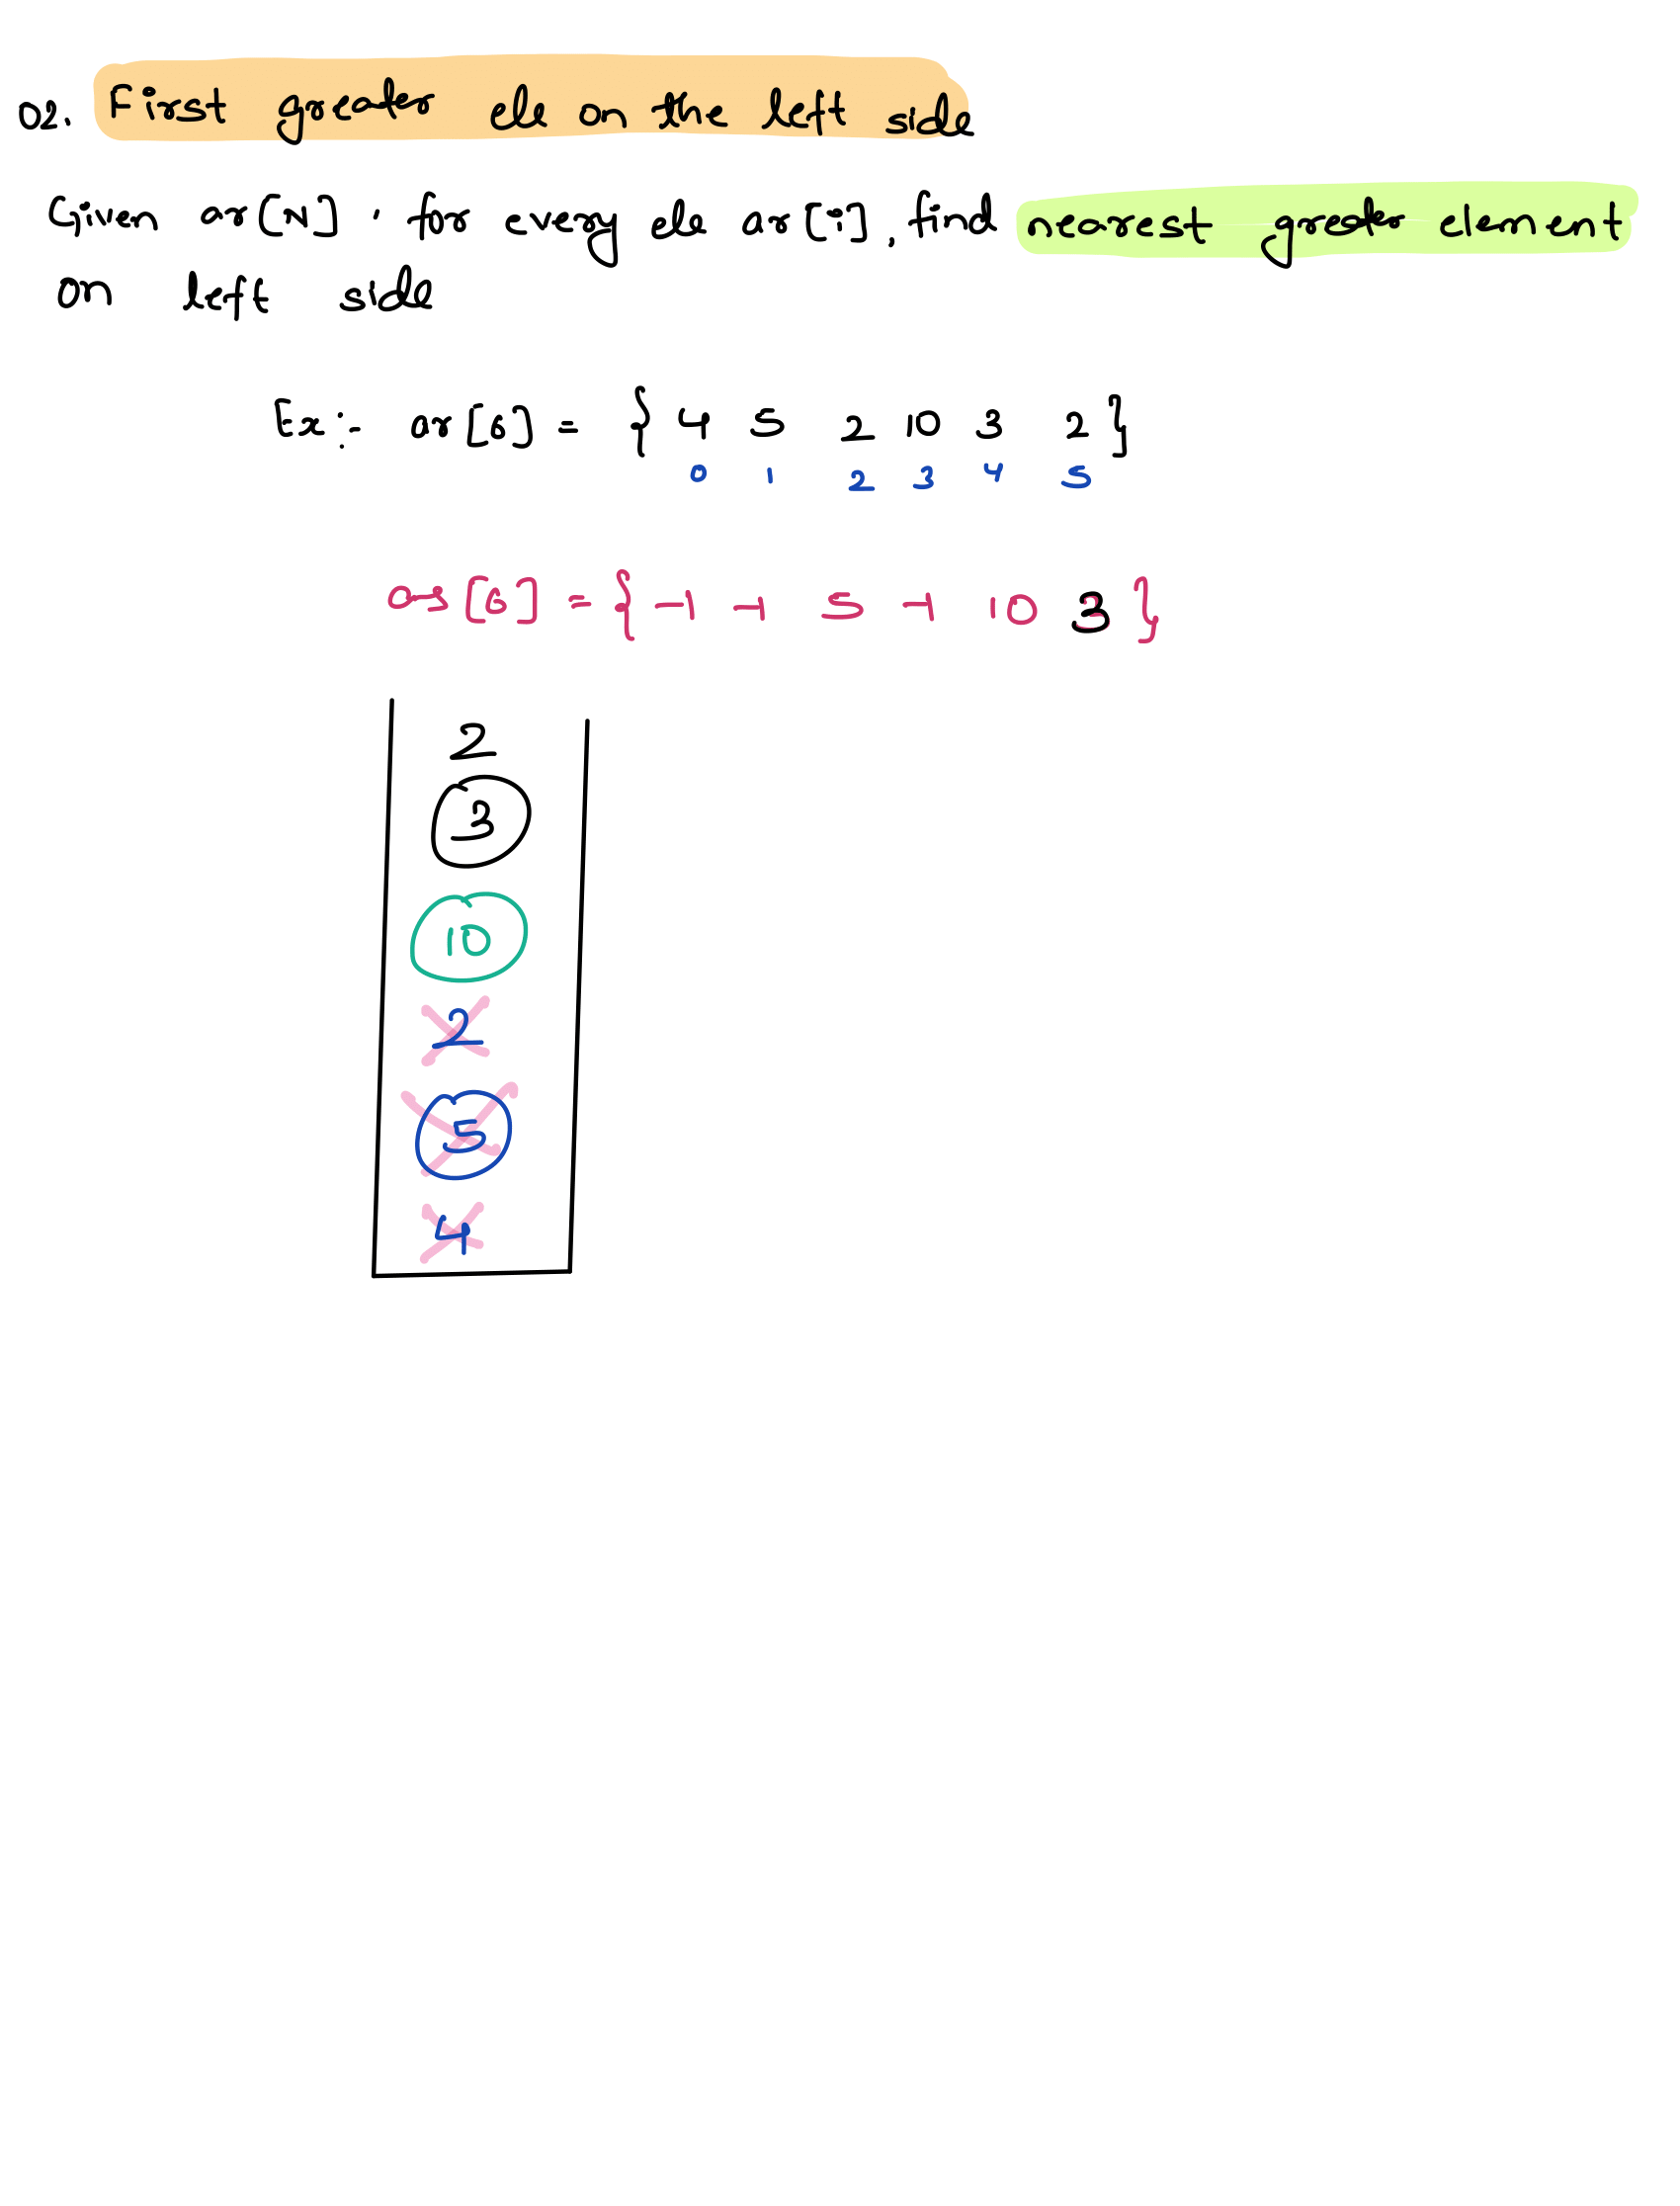 Q2. First greater ele on the left side
Given ar[N]. for every ele ar[i], find nearest greater element
on left side
Ex:- ar[6] = { 4 5 2 10 3 2 }
0 1 2 3 4 5
ans[6] = { -1 -1 5 -1 10 3 }
2
3
10
2
5
4